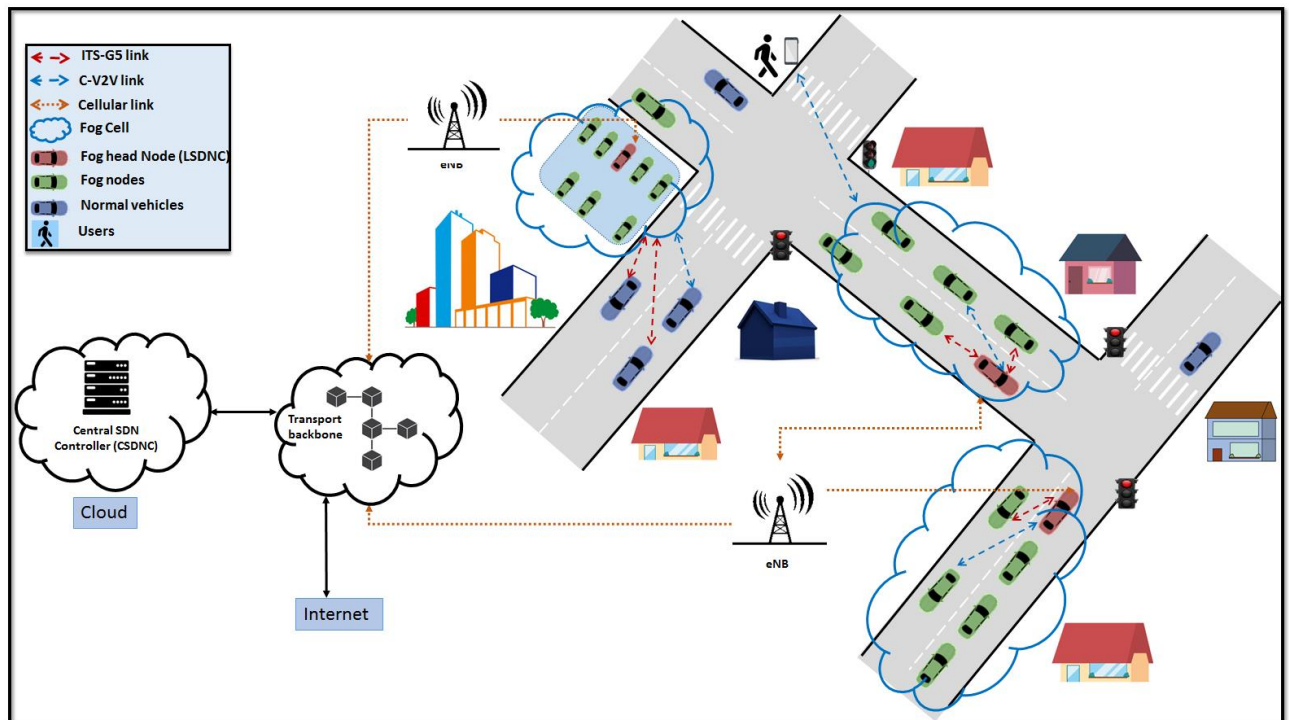 ITS-G5 link
C-V2V link
Cellular link
Fog Cell
Fog head Node (LSDNC)
Fog nodes
Normal vehicles
Users
eNB
Central SDN
Controller (CSDNC)
Transport
backbone
Cloud
Internet
eNB